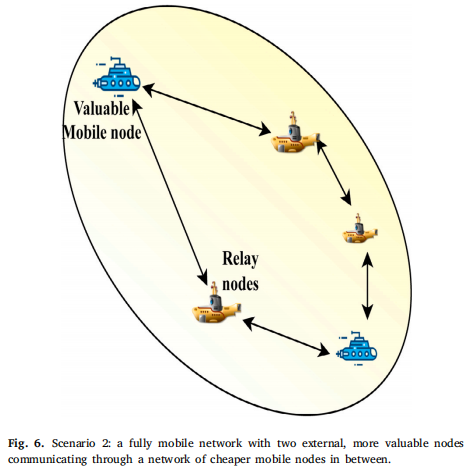 Valuable
Mobile node
Relay
nodes
Fig. 6. Scenario 2: a fully mobile network with two external, more valuable nodes
communicating through a network of cheaper mobile nodes in between.